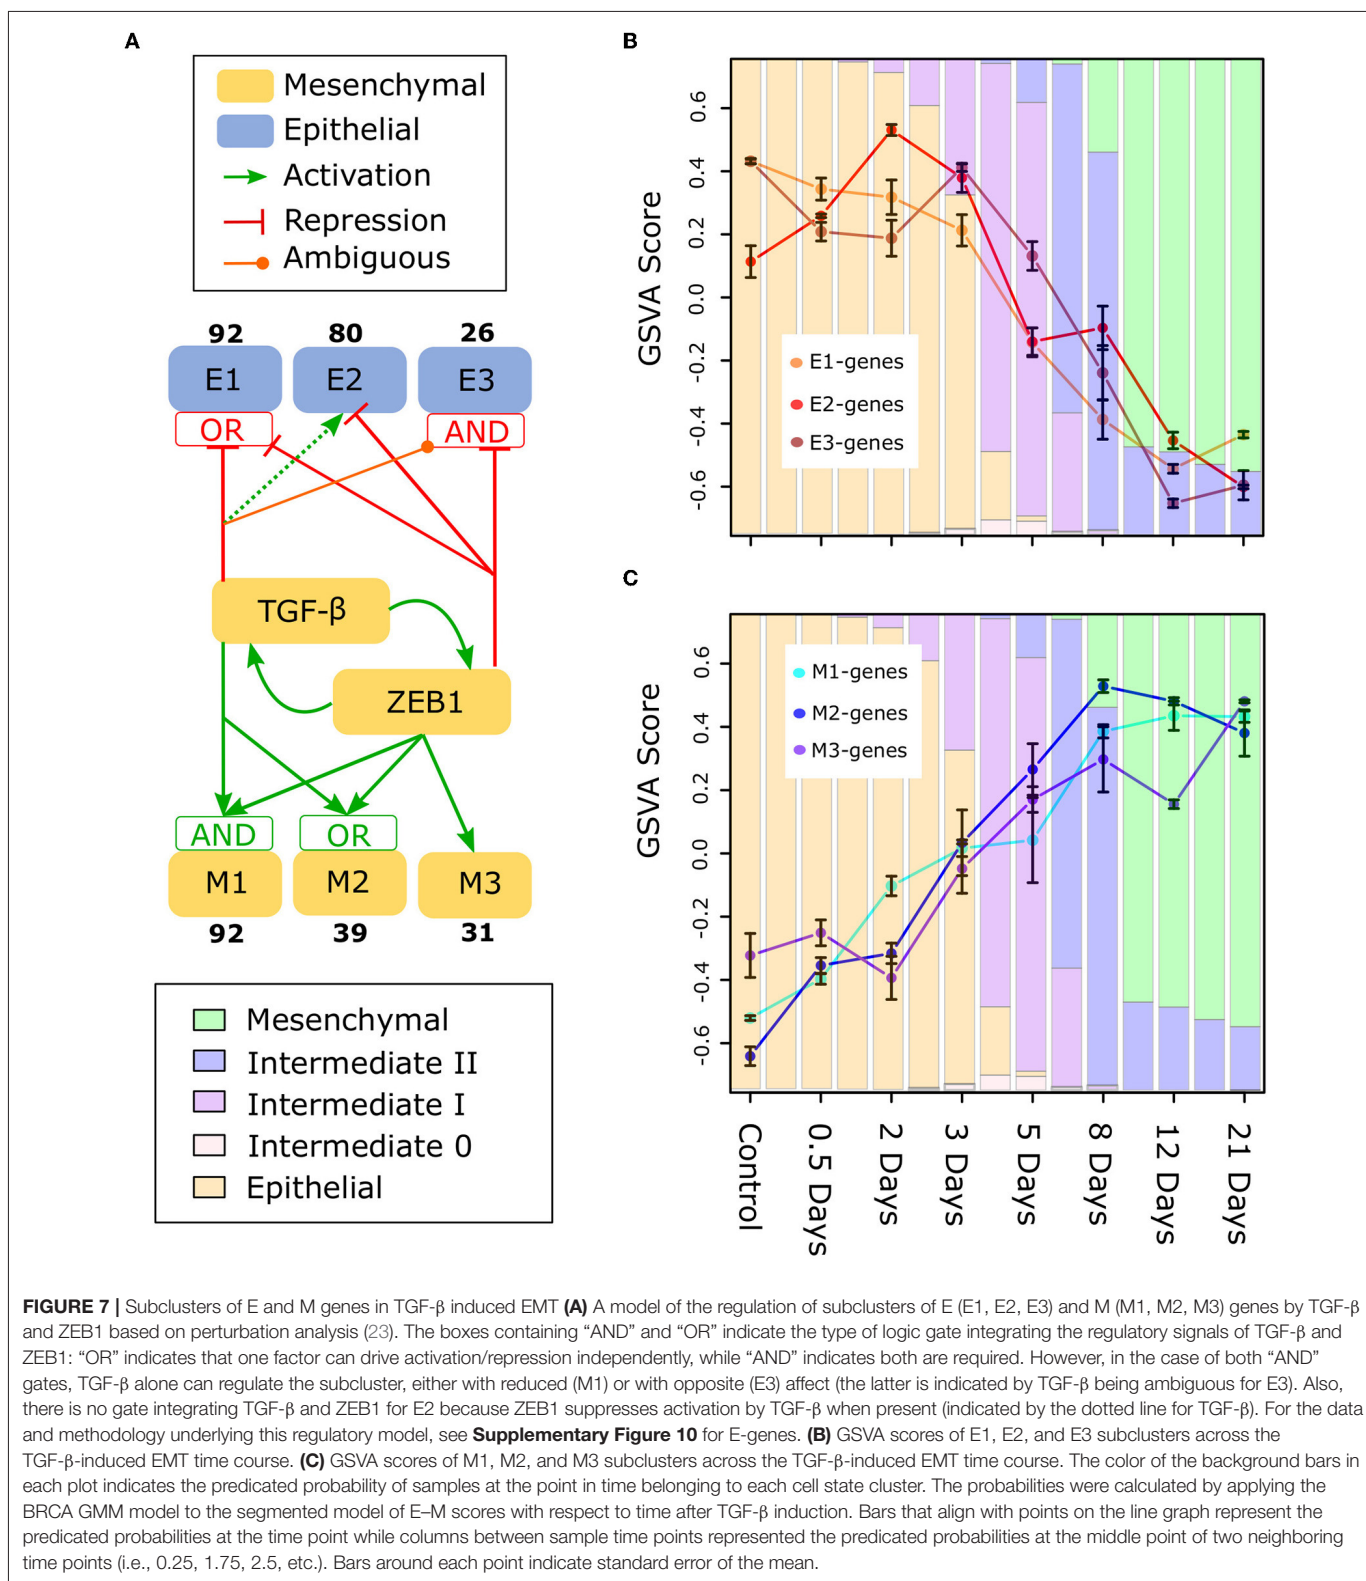 A
Mesenchymal
Epithelial
Activation
Repression
Ambiguous
92 80 26
E1 E2 E3
OR AND
TGF-β
ZEB1
AND OR
M1 M2 M3
92 39 31
Mesenchymal
Intermediate II
Intermediate I
Intermediate 0
Epithelial
B
GSVA Score
0.6
0.4
0.2
0.0
-0.2
-0.4
-0.6
E1-genes
E2-genes
E3-genes
C
GSVA Score
0.6
0.4
0.2
0.0
-0.2
-0.4
-0.6
M1-genes
M2-genes
M3-genes
Control
0.5 Days
2 Days
3 Days
5 Days
8 Days
12 Days
21 Days
FIGURE 7 | Subclusters of E and M genes in TGF-β induced EMT (A) A model of the regulation of subclusters of E (E1, E2, E3) and M (M1, M2, M3) genes by TGF-β
and ZEB1 based on perturbation analysis (23). The boxes containing “AND” and “OR” indicate the type of logic gate integrating the regulatory signals of TGF-β and
ZEB1: “OR” indicates that one factor can drive activation/repression independently, while “AND” indicates both are required. However, in the case of both “AND”
gates, TGF-β alone can regulate the subcluster, either with reduced (M1) or with opposite (E3) affect (the latter is indicated by TGF-β being ambiguous for E3). Also,
there is no gate integrating TGF-β and ZEB1 for E2 because ZEB1 suppresses activation by TGF-β when present (indicated by the dotted line for TGF-β). For the data
and methodology underlying this regulatory model, see Supplementary Figure 10 for E-genes. (B) GSVA scores of E1, E2, and E3 subclusters across the
TGF-β-induced EMT time course. (C) GSVA scores of M1, M2, and M3 subclusters across the TGF-β-induced EMT time course. The color of the background bars in
each plot indicates the predicated probability of samples at the point in time belonging to each cell state cluster. The probabilities were calculated by applying the
BRCA GMM model to the segmented model of E–M scores with respect to time after TGF-β induction. Bars that align with points on the line graph represent the
predicated probabilities at the time point while columns between sample time points represented the predicated probabilities at the middle point of two neighboring
time points (i.e., 0.25, 1.75, 2.5, etc.). Bars around each point indicate standard error of the mean.